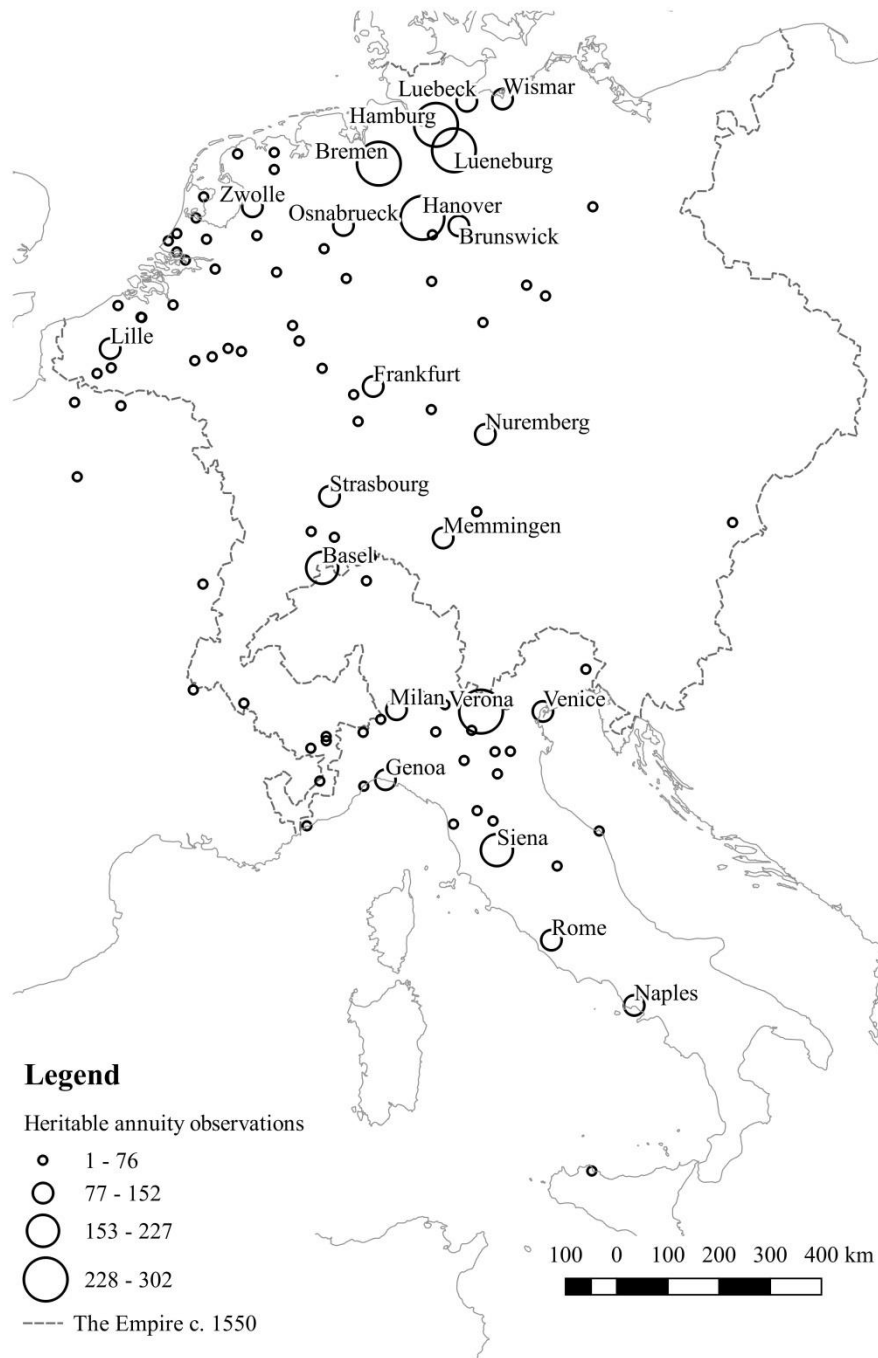 Luebeck
Wismar
Hamburg
Bremen
Lueneburg
Zwolle
Osnabrueck
Hanover
Brunswick
Lille
Frankfurt
Nuremberg
Strasbourg
Memmingen
Basel
Milan
Verona
Venice
Genoa
Siena
Rome
Naples
Legend
Heritable annuity observations
1 - 76
77 - 152
153 - 227
228 - 302
The Empire c. 1550
100 0 100 200 300 400 km